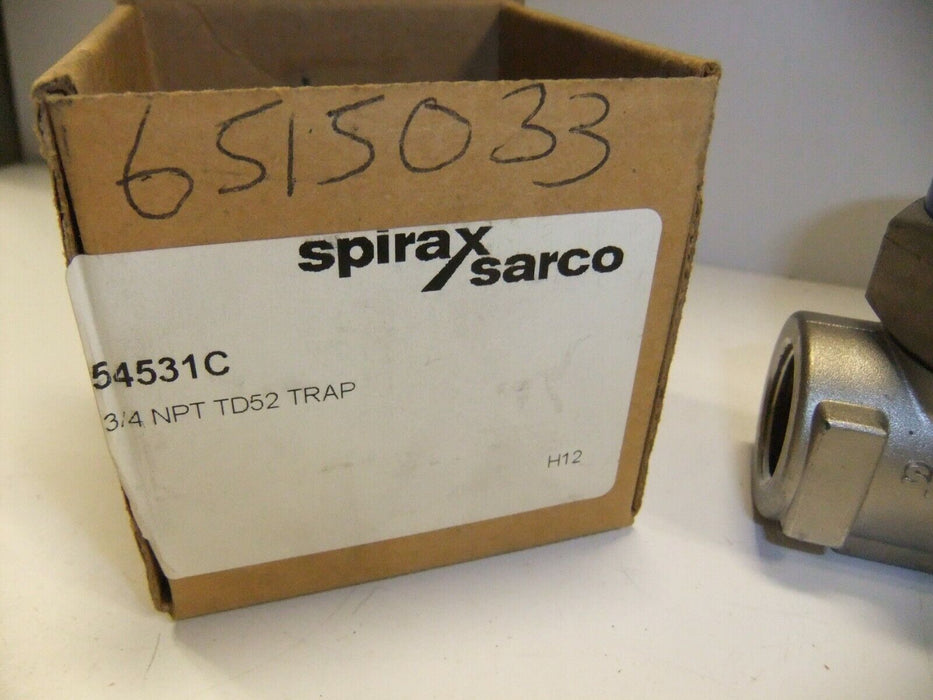 6515033
spirax
sarco
54531C
3/4 NPT TD52 TRAP
H12